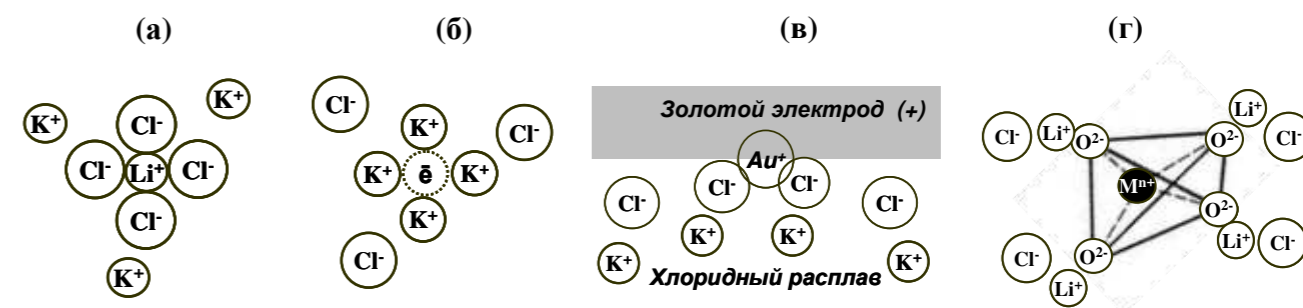 (а) (б) (в) (г)
K⁺ Cl⁻ K⁺
Cl⁻ Li⁺ Cl⁻
Cl⁻
K⁺
Cl⁻ K⁺ Cl⁻
K⁺ ē K⁺
K⁺
Cl⁻
Золотой электрод (+)
Au⁺
Cl⁻ Cl⁻ Cl⁻ Cl⁻
K⁺ K⁺ K⁺ K⁺
Хлоридный расплав
Cl⁻ Li⁺ O²⁻ O²⁻ Li⁺ Cl⁻
Mⁿ⁺
O²⁻ Li⁺ Cl⁻
Cl⁻ Li⁺ O²⁻